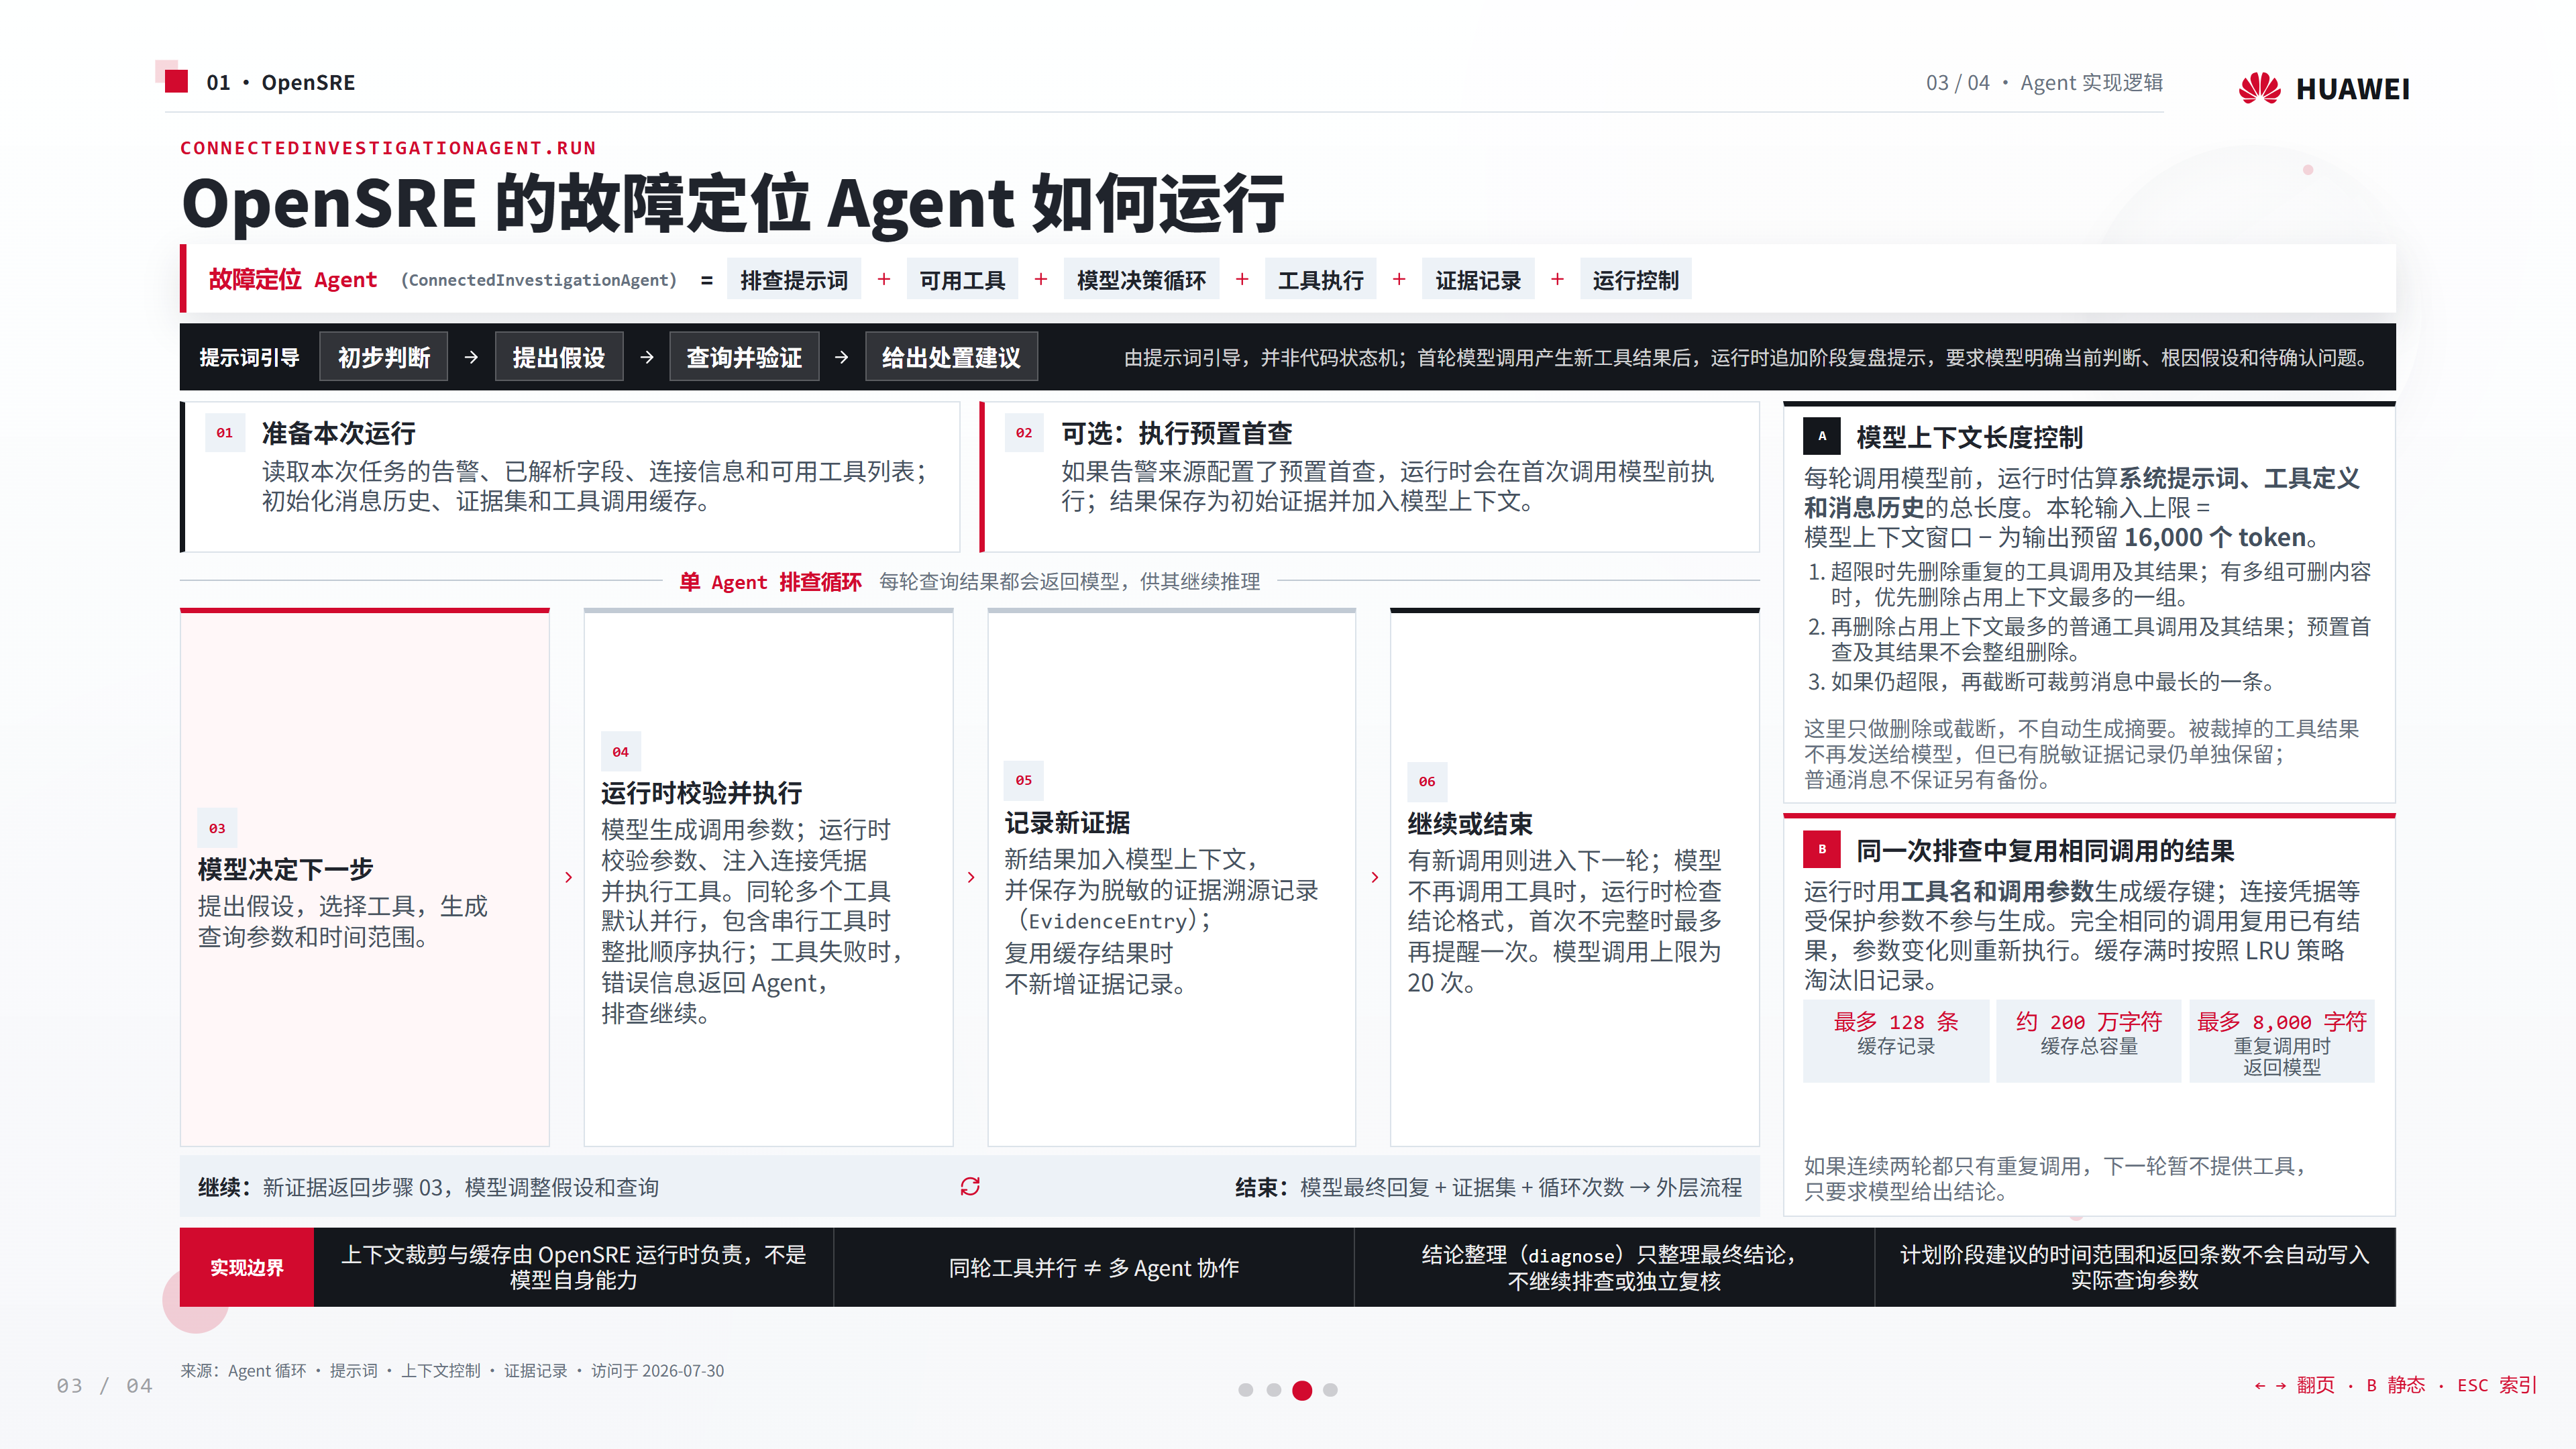 01 • OpenSRE
03 / 04 • Agent 实现逻辑
HUAWEI
CONNECTEDINVESTIGATIONAGENT.RUN
OpenSRE 的故障定位 Agent 如何运行
故障定位 Agent (ConnectedInvestigationAgent) = 排查提示词 + 可用工具 + 模型决策循环 + 工具执行 + 证据记录 + 运行控制
提示词引导 初步判断 → 提出假设 → 查询并验证 → 给出处置建议 由提示词引导，并非代码状态机；首轮模型调用产生新工具结果后，运行时追加阶段复盘提示，要求模型明确当前判断、根因假设和待确认问题。
01 准备本次运行
读取本次任务的告警、已解析字段、连接信息和可用工具列表；
初始化消息历史、证据集和工具调用缓存。
02 可选：执行预置首查
如果告警来源配置了预置首查，运行时会在首次调用模型前执
行；结果保存为初始证据并加入模型上下文。
单 Agent 排查循环 每轮查询结果都会返回模型，供其继续推理
03
模型决定下一步
提出假设，选择工具，生成
查询参数和时间范围。
›
04
运行时校验并执行
模型生成调用参数；运行时
校验参数、注入连接凭据
并执行工具。同轮多个工具
默认并行，包含串行工具时
整批顺序执行；工具失败时，
错误信息返回 Agent，
排查继续。
›
05
记录新证据
新结果加入模型上下文，
并保存为脱敏的证据溯源记录
（EvidenceEntry）；
复用缓存结果时
不新增证据记录。
›
06
继续或结束
有新调用则进入下一轮；模型
不再调用工具时，运行时检查
结论格式，首次不完整时最多
再提醒一次。模型调用上限为
20 次。
继续：新证据返回步骤 03，模型调整假设和查询
结束：模型最终回复 + 证据集 + 循环次数 → 外层流程
A 模型上下文长度控制
每轮调用模型前，运行时估算系统提示词、工具定义
和消息历史的总长度。本轮输入上限 =
模型上下文窗口 − 为输出预留 16,000 个 token。
1. 超限时先删除重复的工具调用及其结果；有多组可删内容
时，优先删除占用上下文最多的一组。
2. 再删除占用上下文最多的普通工具调用及其结果；预置首
查及其结果不会整组删除。
3. 如果仍超限，再截断可裁剪消息中最长的一条。
这里只做删除或截断，不自动生成摘要。被裁掉的工具结果
不再发送给模型，但已有脱敏证据记录仍单独保留；
普通消息不保证另有备份。
B 同一次排查中复用相同调用的结果
运行时用工具名和调用参数生成缓存键；连接凭据等
受保护参数不参与生成。完全相同的调用复用已有结
果，参数变化则重新执行。缓存满时按照 LRU 策略
淘汰旧记录。
最多 128 条
缓存记录
约 200 万字符
缓存总容量
最多 8,000 字符
重复调用时
返回模型
如果连续两轮都只有重复调用，下一轮暂不提供工具，
只要求模型给出结论。
实现边界
上下文裁剪与缓存由 OpenSRE 运行时负责，不是
模型自身能力
同轮工具并行 ≠ 多 Agent 协作
结论整理（diagnose）只整理最终结论，
不继续排查或独立复核
计划阶段建议的时间范围和返回条数不会自动写入
实际查询参数
来源：Agent 循环 • 提示词 • 上下文控制 • 证据记录 • 访问于 2026-07-30
03 / 04
← → 翻页 · B 静态 · ESC 索引